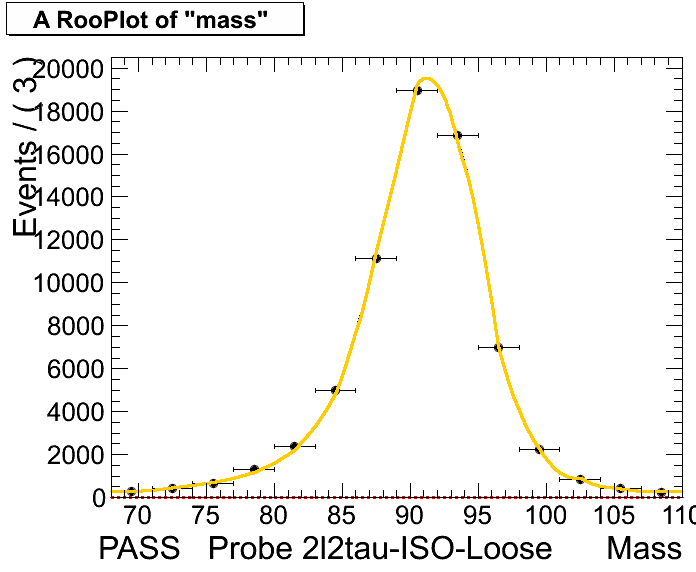 A RooPlot of "mass"
Events / ( 3 )
20000
18000
16000
14000
12000
10000
8000
6000
4000
2000
0
70 75 80 85 90 95 100 105 110
PASS Probe 2l2tau-ISO-Loose Mass